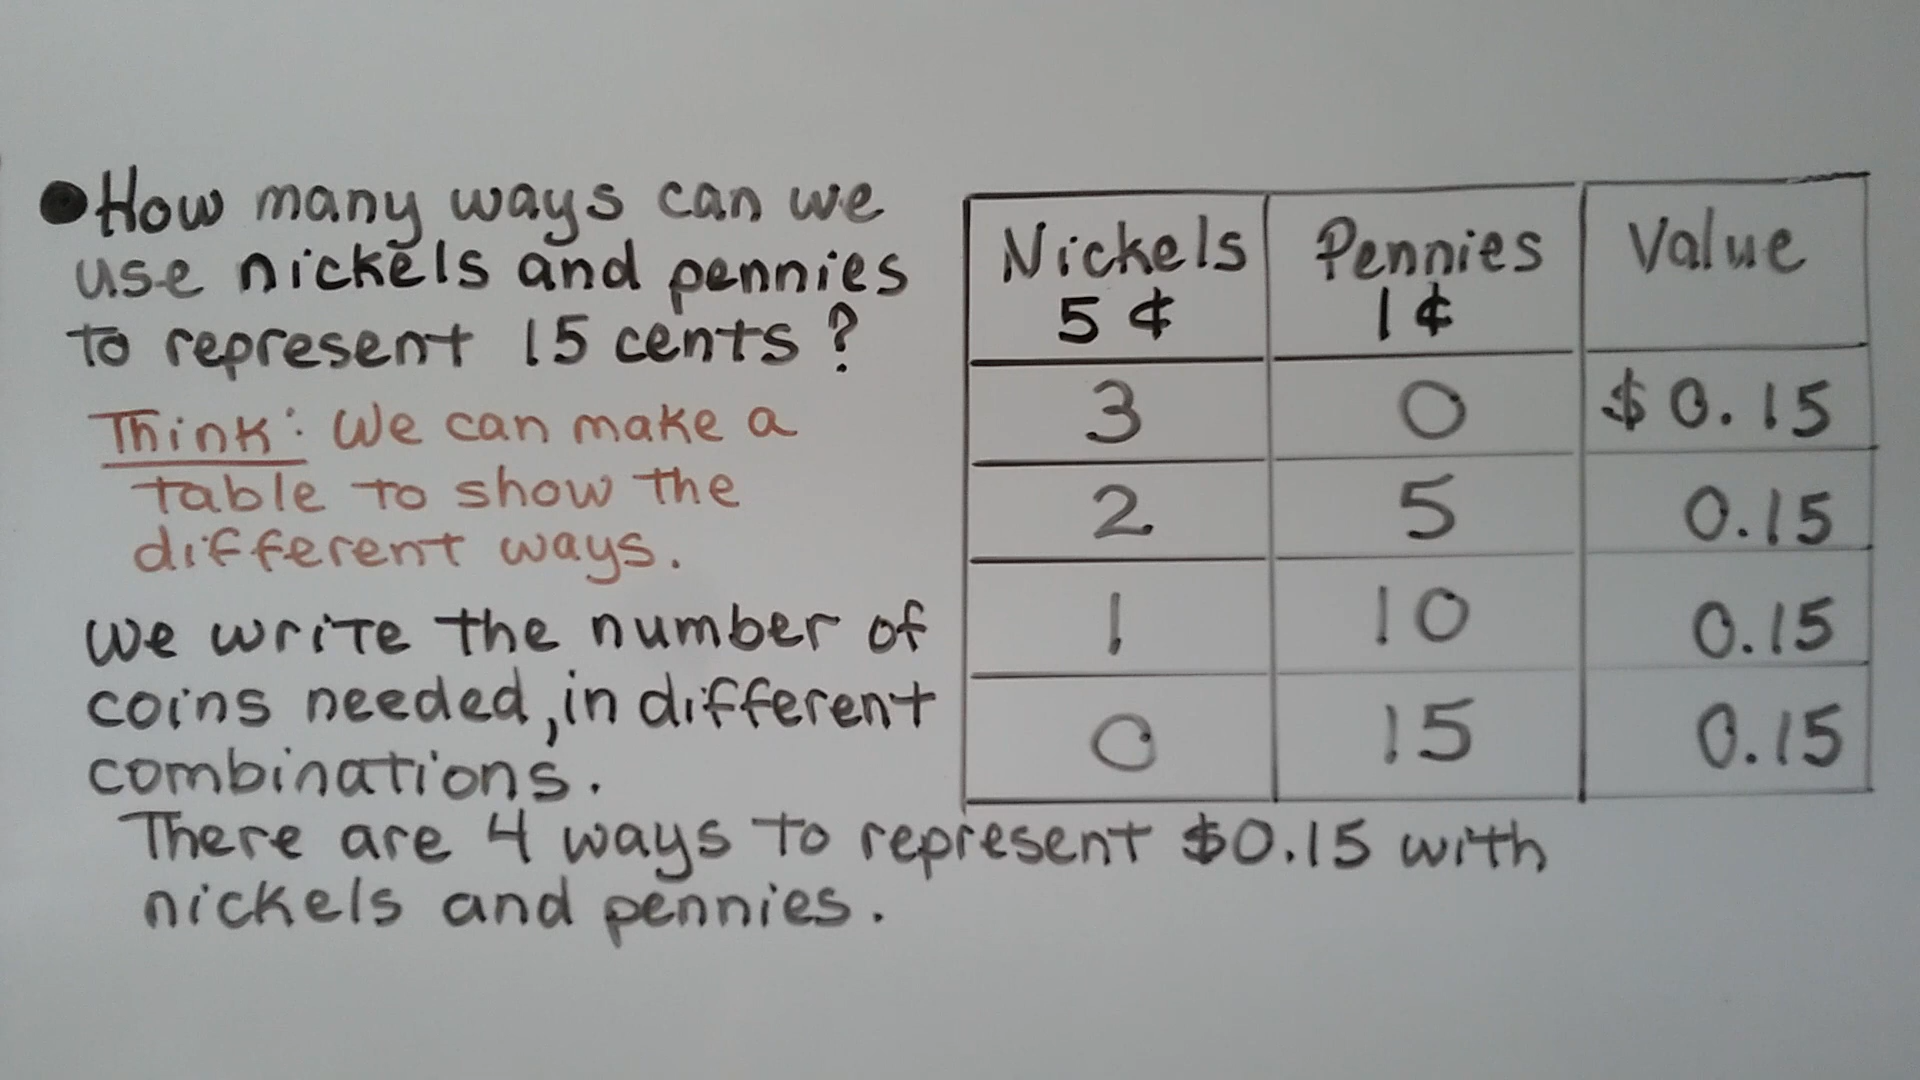 ●How many ways can we
use nickels and pennies
to represent 15 cents?
Think: We can make a
table to show the
different ways.
We write the number of
coins needed, in different
combinations.
There are 4 ways to represent $0.15 with
nickels and pennies.
Nickels Pennies Value
5¢ 1¢
3 0 $0.15
2 5 0.15
1 10 0.15
0 15 0.15